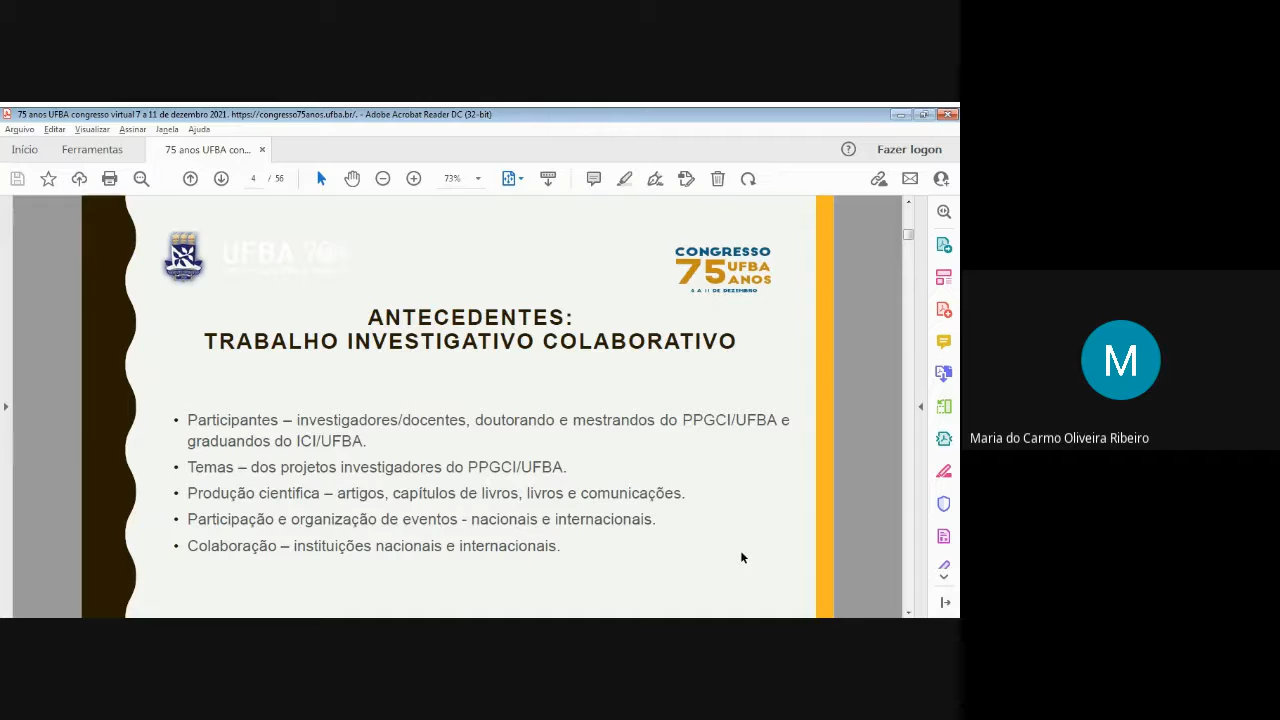 75 anos UFBA congresso virtual 7 a 11 de dezembro 2021. https://congresso75anos.ufba.br/. - Adobe Acrobat Reader DC (32-bit)
Arquivo Editar Visualizar Assinar Janela Ajuda
Início Ferramentas 75 anos UFBA con... × Fazer logon
4 / 56 73%
UFBA
CONGRESSO
75 UFBA
ANOS
A 11 DE DEZEMBRO
ANTECEDENTES:
TRABALHO INVESTIGATIVO COLABORATIVO
• Participantes – investigadores/docentes, doutorando e mestrandos do PPGCI/UFBA e
graduandos do ICI/UFBA.
• Temas – dos projetos investigadores do PPGCI/UFBA.
• Produção cientifica – artigos, capítulos de livros, livros e comunicações.
• Participação e organização de eventos - nacionais e internacionais.
• Colaboração – instituições nacionais e internacionais.
M
Maria do Carmo Oliveira Ribeiro